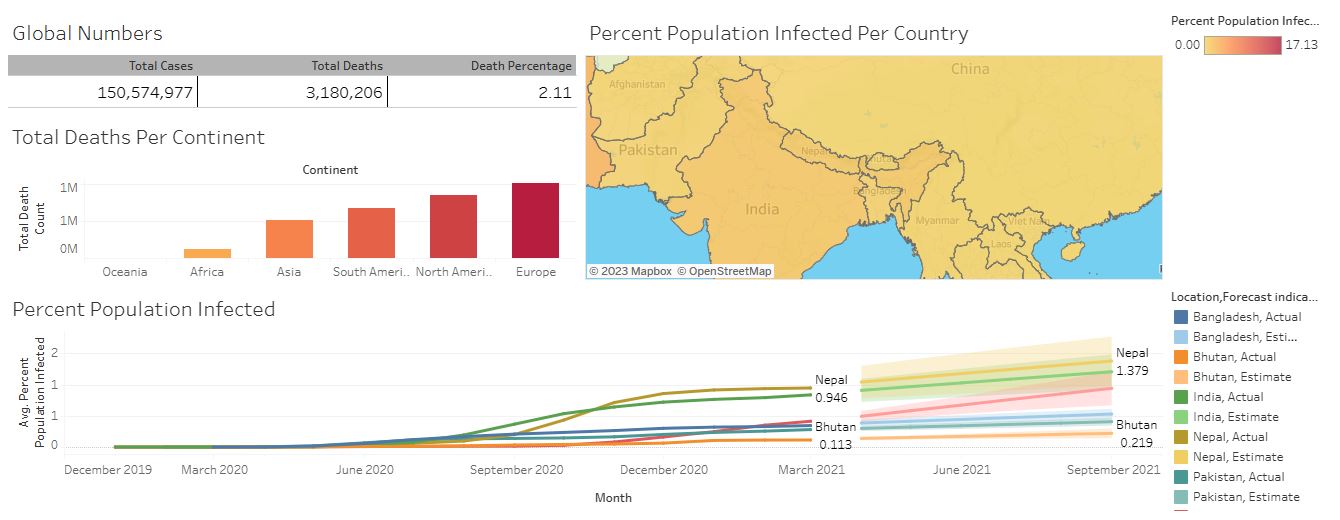 Global Numbers
Total Cases Total Deaths Death Percentage
150,574,977 3,180,206 2.11
Total Deaths Per Continent
Continent
Total Death
Count
1M
1M
0M
Oceania Africa Asia South Ameri.. North Ameri.. Europe
Percent Population Infected Per Country
Afghanistan
China
Pakistan
Nepal
Bhutan
Bangladesh
India
Myanmar
Viet Nam
Laos
© 2023 Mapbox © OpenStreetMap
Percent Population Infec...
0.00 17.13
Percent Population Infected
Avg. Percent
Population Infected
2
1
1
0
Nepal
0.946
Bhutan
0.113
Nepal
1.379
Bhutan
0.219
December 2019 March 2020 June 2020 September 2020 December 2020 March 2021 June 2021 September 2021
Month
Location,Forecast indica...
Bangladesh, Actual
Bangladesh, Esti...
Bhutan, Actual
Bhutan, Estimate
India, Actual
India, Estimate
Nepal, Actual
Nepal, Estimate
Pakistan, Actual
Pakistan, Estimate